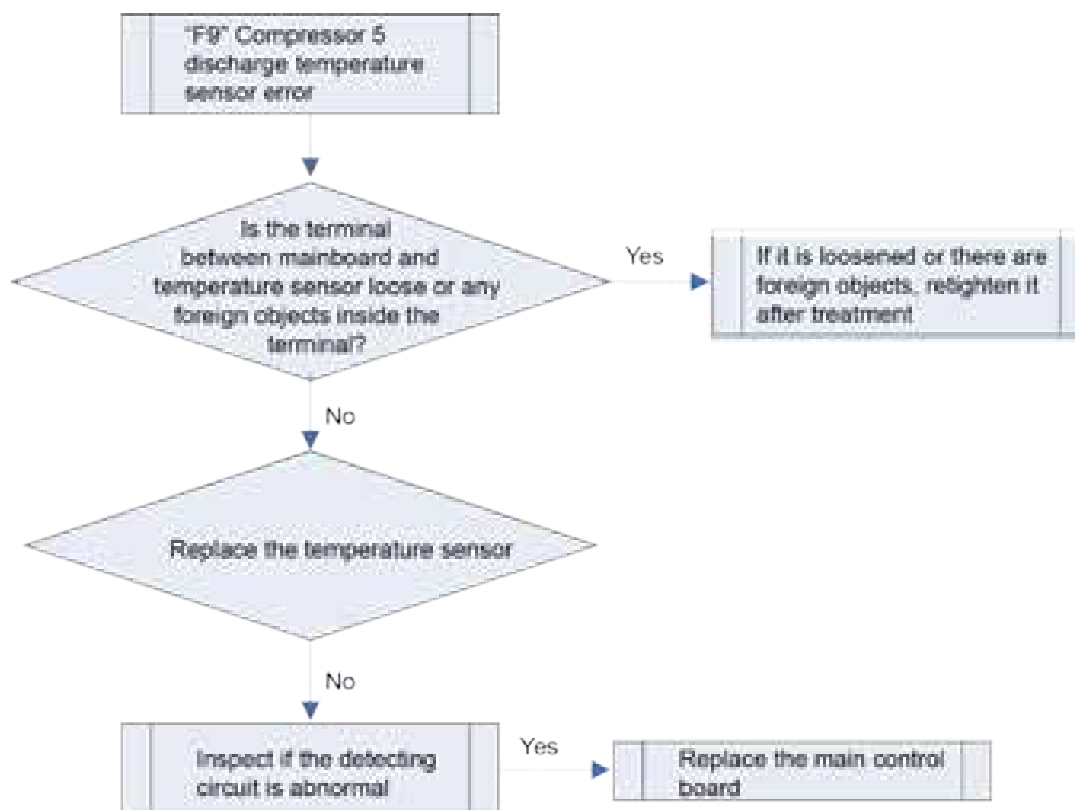 "F9" Compressor 5
discharge temperature
sensor error
Is the terminal
between mainboard and
temperature sensor loose or any
foreign objects inside the
terminal?
Yes
If it is loosened or there are
foreign objects, retighten it
after treatment
No
Replace the temperature sensor
No
Inspect if the detecting
circuit is abnormal
Yes
Replace the main control
board